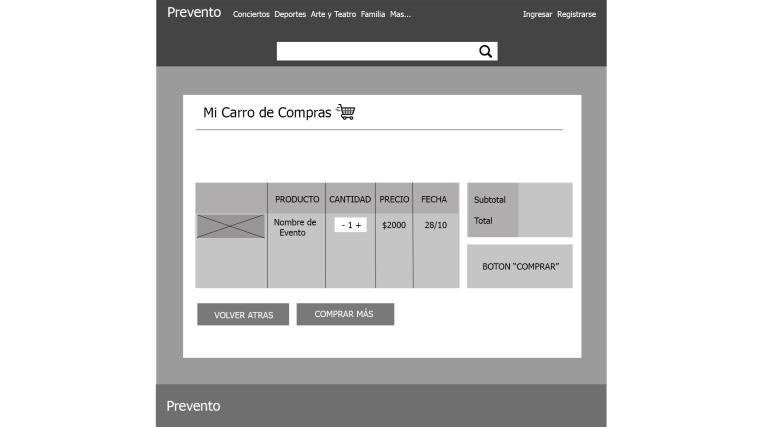 Prevento Conciertos Deportes Arte y Teatro Familia Mas... Ingresar Registrarse
Mi Carro de Compras
PRODUCTO CANTIDAD PRECIO FECHA
Nombre de
Evento
- 1 + $2000 28/10
Subtotal
Total
BOTON “COMPRAR”
VOLVER ATRAS COMPRAR MÁS
Prevento